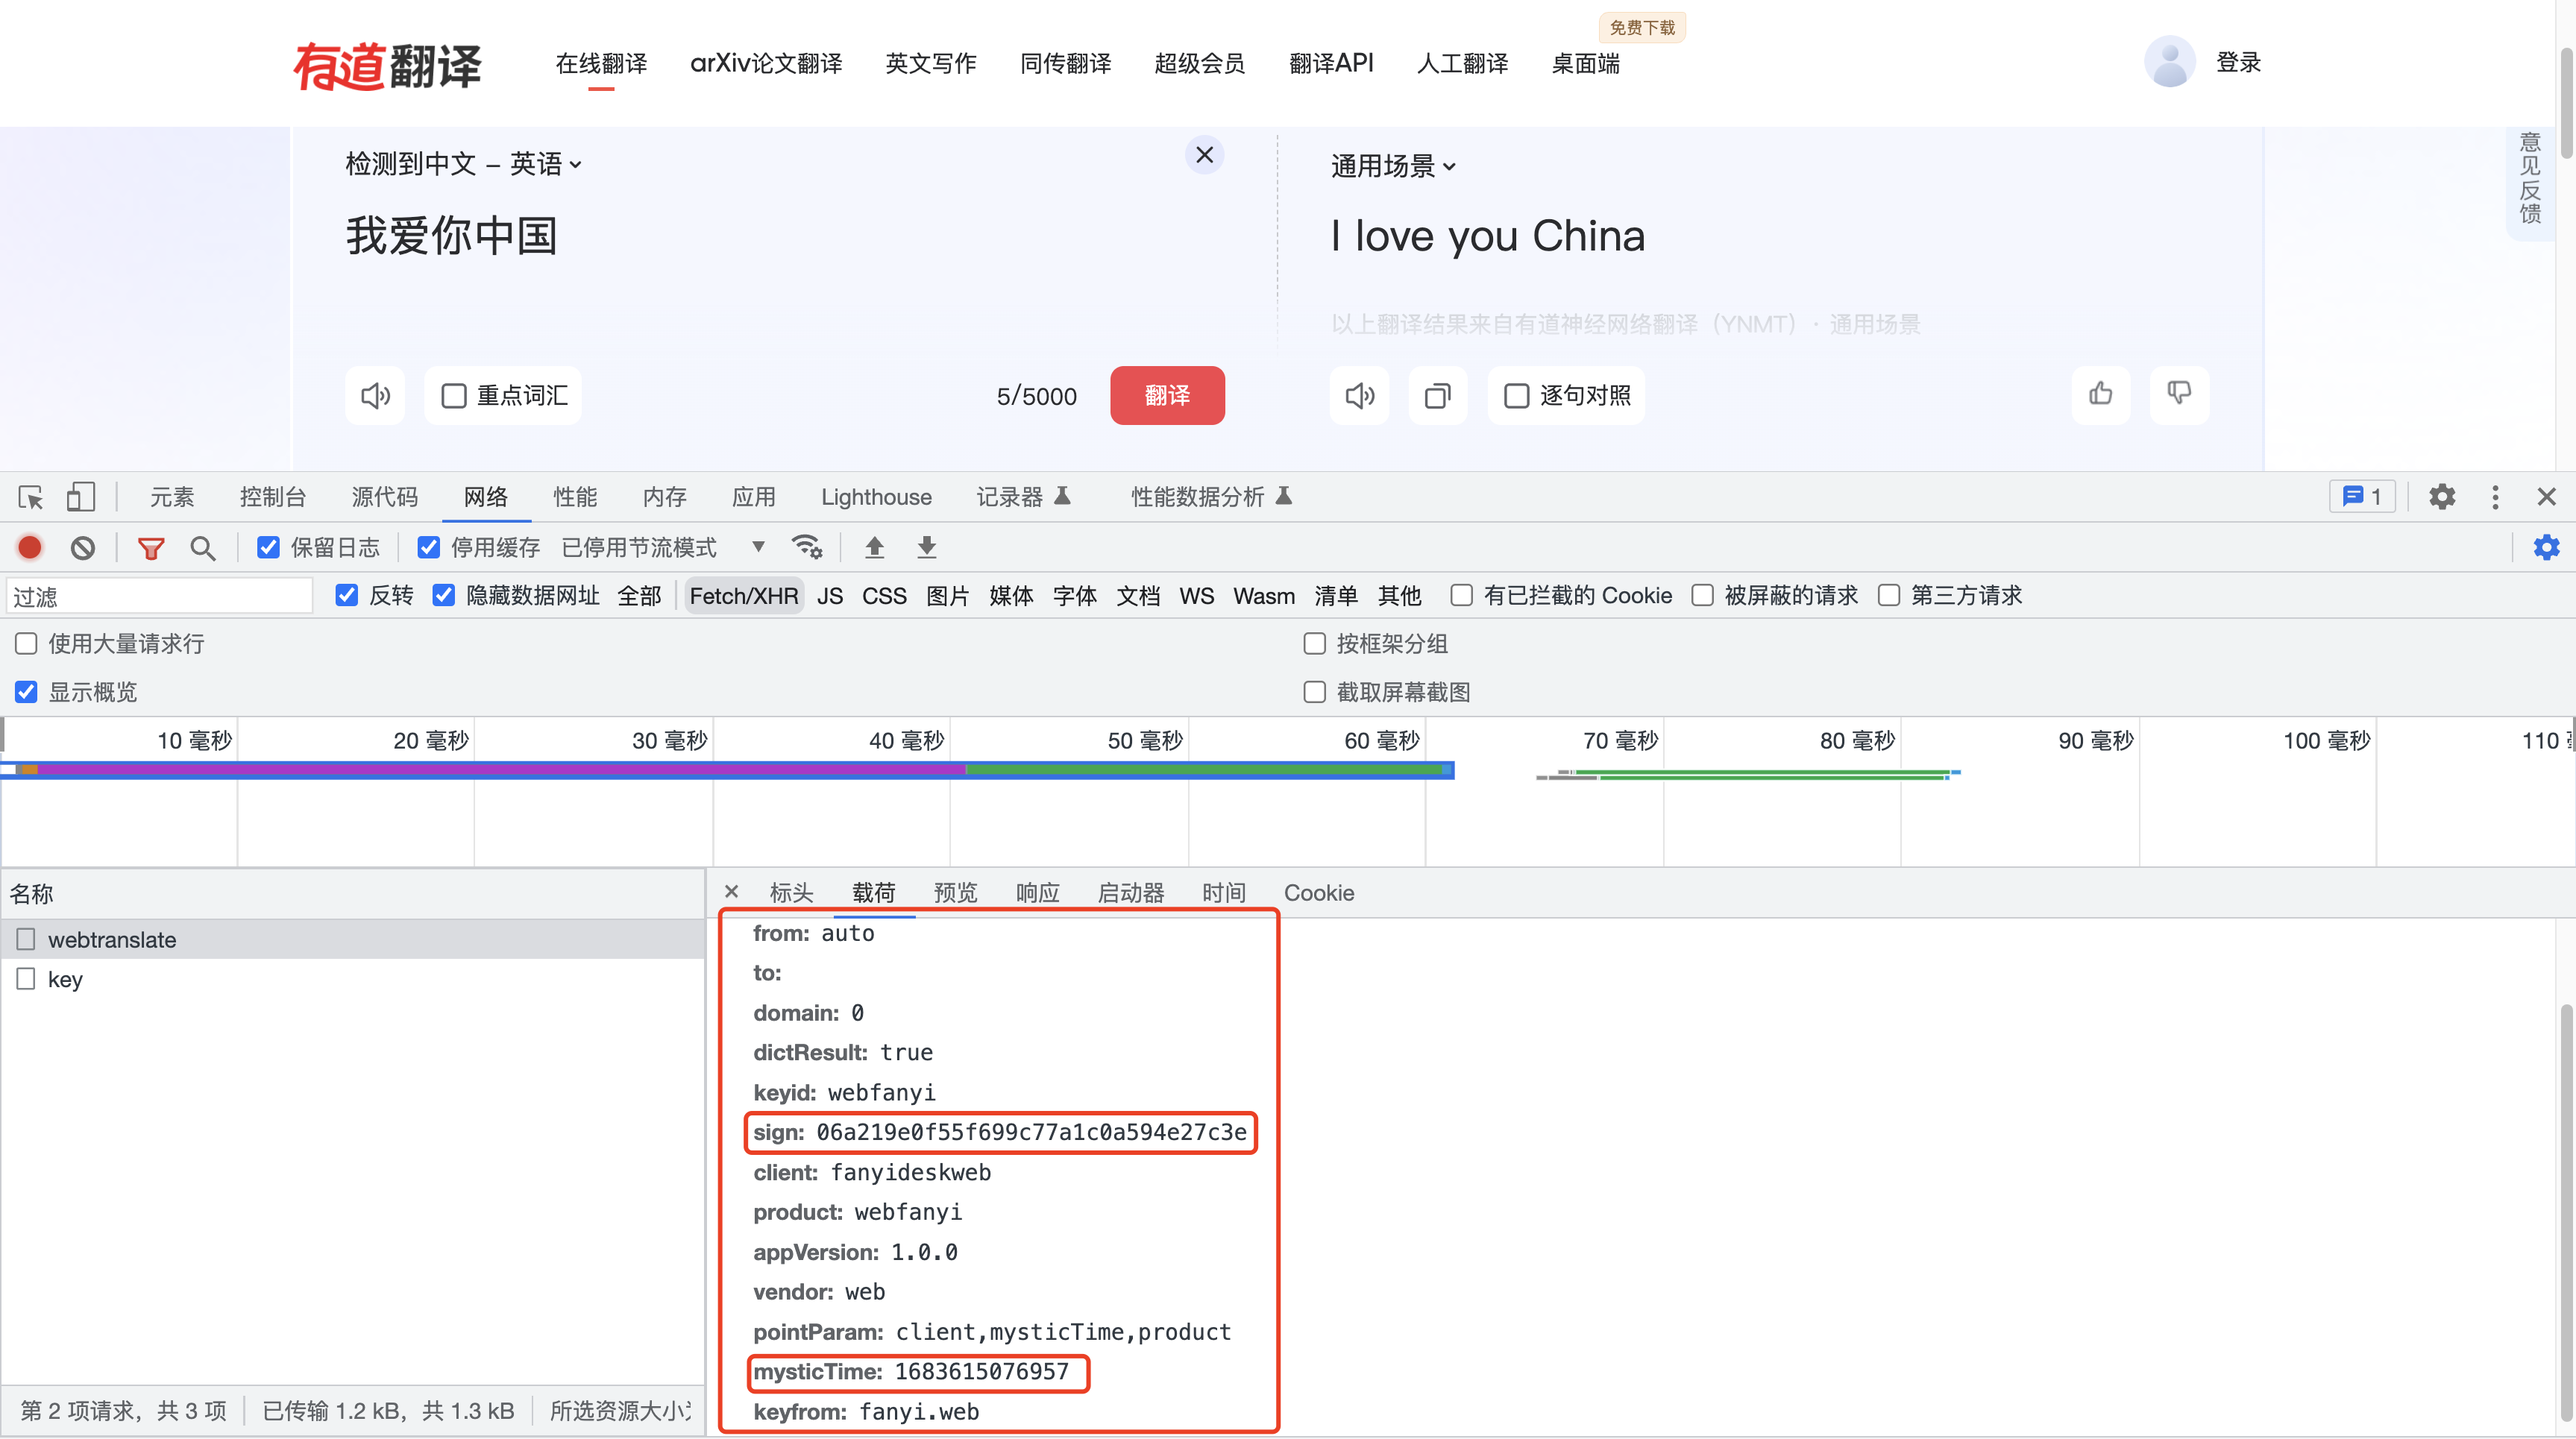 免费下载
有道翻译 在线翻译 arXiv论文翻译 英文写作 同传翻译 超级会员 翻译API 人工翻译 桌面端 登录
检测到中文 – 英语 通用场景
我爱你中国 I love you China
意见反馈
以上翻译结果来自有道神经网络翻译（YNMT）· 通用场景
重点词汇 5/5000 翻译 逐句对照
元素 控制台 源代码 网络 性能 内存 应用 Lighthouse 记录器 性能数据分析 1
保留日志 停用缓存 已停用节流模式
过滤 反转 隐藏数据网址 全部 Fetch/XHR JS CSS 图片 媒体 字体 文档 WS Wasm 清单 其他 有已拦截的 Cookie 被屏蔽的请求 第三方请求
使用大量请求行 按框架分组
显示概览 截取屏幕截图
10 毫秒 20 毫秒 30 毫秒 40 毫秒 50 毫秒 60 毫秒 70 毫秒 80 毫秒 90 毫秒 100 毫秒 110
名称 标头 载荷 预览 响应 启动器 时间 Cookie
webtranslate
key
from: auto
to:
domain: 0
dictResult: true
keyid: webfanyi
sign: 06a219e0f55f699c77a1c0a594e27c3e
client: fanyideskweb
product: webfanyi
appVersion: 1.0.0
vendor: web
pointParam: client,mysticTime,product
mysticTime: 1683615076957
keyfrom: fanyi.web
第 2 项请求，共 3 项 已传输 1.2 kB，共 1.3 kB 所选资源大小